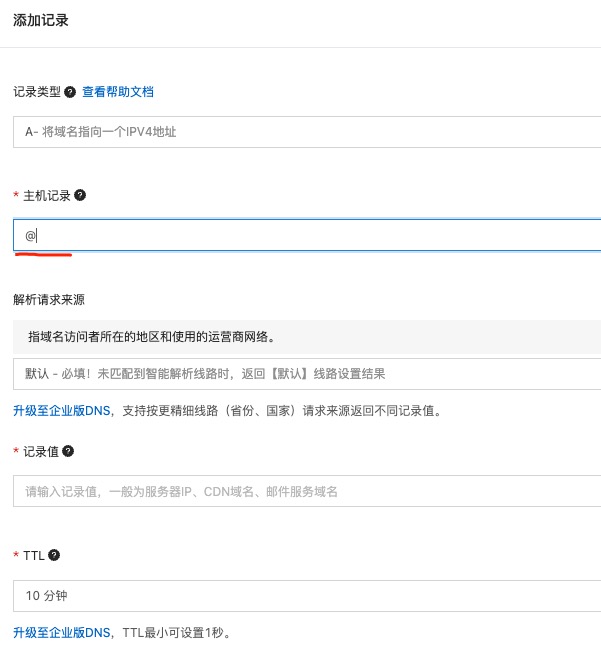 添加记录
记录类型 ? 查看帮助文档
A- 将域名指向一个IPV4地址
* 主机记录 ?
@
解析请求来源
指域名访问者所在的地区和使用的运营商网络。
默认 - 必填！未匹配到智能解析线路时，返回【默认】线路设置结果
升级至企业版DNS，支持按更精细线路（省份、国家）请求来源返回不同记录值。
* 记录值 ?
请输入记录值，一般为服务器IP、CDN域名、邮件服务域名
* TTL ?
10 分钟
升级至企业版DNS，TTL最小可设置1秒。